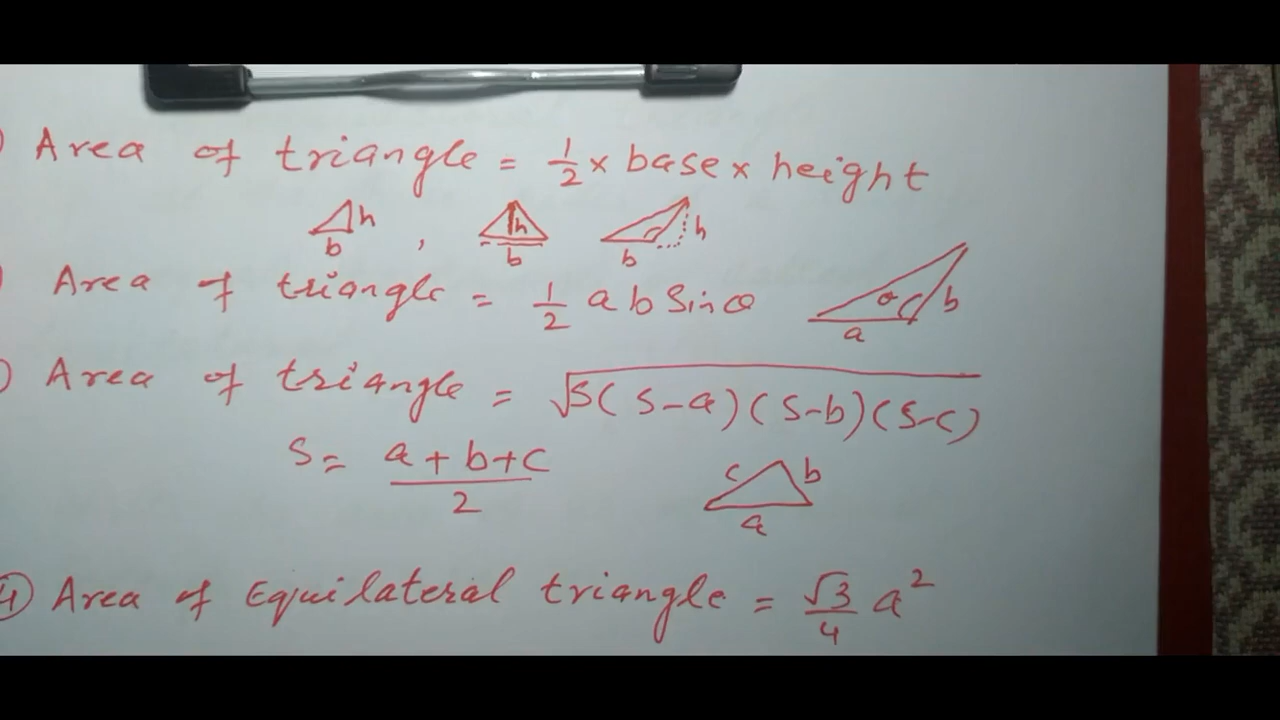 ) Area of triangle = 1/2 × base × height
h h h
b , b b
) Area of triangle = 1/2 a b Sin θ θ b
a
) Area of triangle = √S(S-a)(S-b)(S-c)
S = a+b+c/2 c b
a
④ Area of Equilateral triangle = √3/4 a²